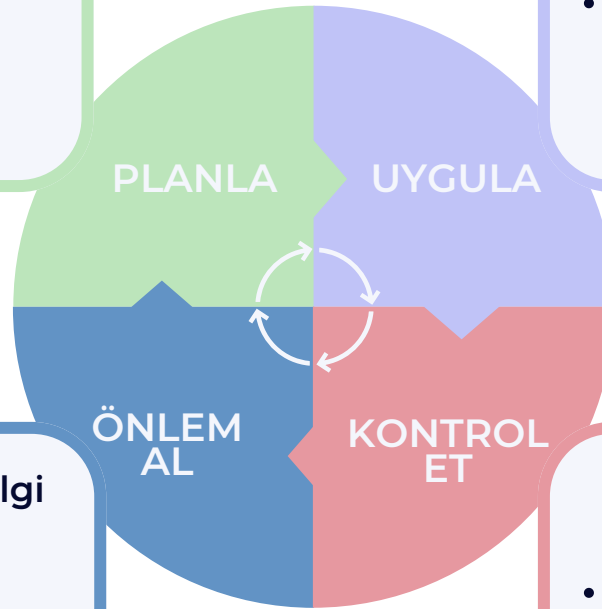 PLANLA
UYGULA
ÖNLEM
AL
KONTROL
ET
lgi